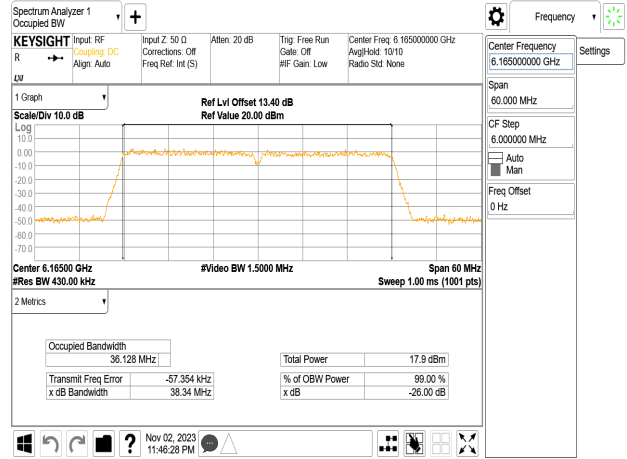 Spectrum Analyzer 1
Occupied BW
Frequency
KEYSIGHT
R
Input: RF
Coupling: DC
Align: Auto
Input Z: 50 Ω
Corrections: Off
Freq Ref: Int (S)
Atten: 20 dB
Trig: Free Run
Gate: Off
#IF Gain: Low
Center Freq: 6.165000000 GHz
Avg|Hold: 10/10
Radio Std: None
Center Frequency
6.165000000 GHz
Settings
Span
60.000 MHz
CF Step
6.000000 MHz
Auto
Man
Freq Offset
0 Hz
1 Graph
Scale/Div 10.0 dB
Ref Lvl Offset 13.40 dB
Ref Value 20.00 dBm
Log
10.0
0.00
-10.0
-20.0
-30.0
-40.0
-50.0
-60.0
-70.0
Center 6.16500 GHz
#Video BW 1.5000 MHz
Span 60 MHz
#Res BW 430.00 kHz
Sweep 1.00 ms (1001 pts)
2 Metrics
Occupied Bandwidth
36.128 MHz
Total Power 17.9 dBm
Transmit Freq Error -57.354 kHz
% of OBW Power 99.00 %
x dB Bandwidth 38.34 MHz
x dB -26.00 dB
?
Nov 02, 2023
11:46:28 PM